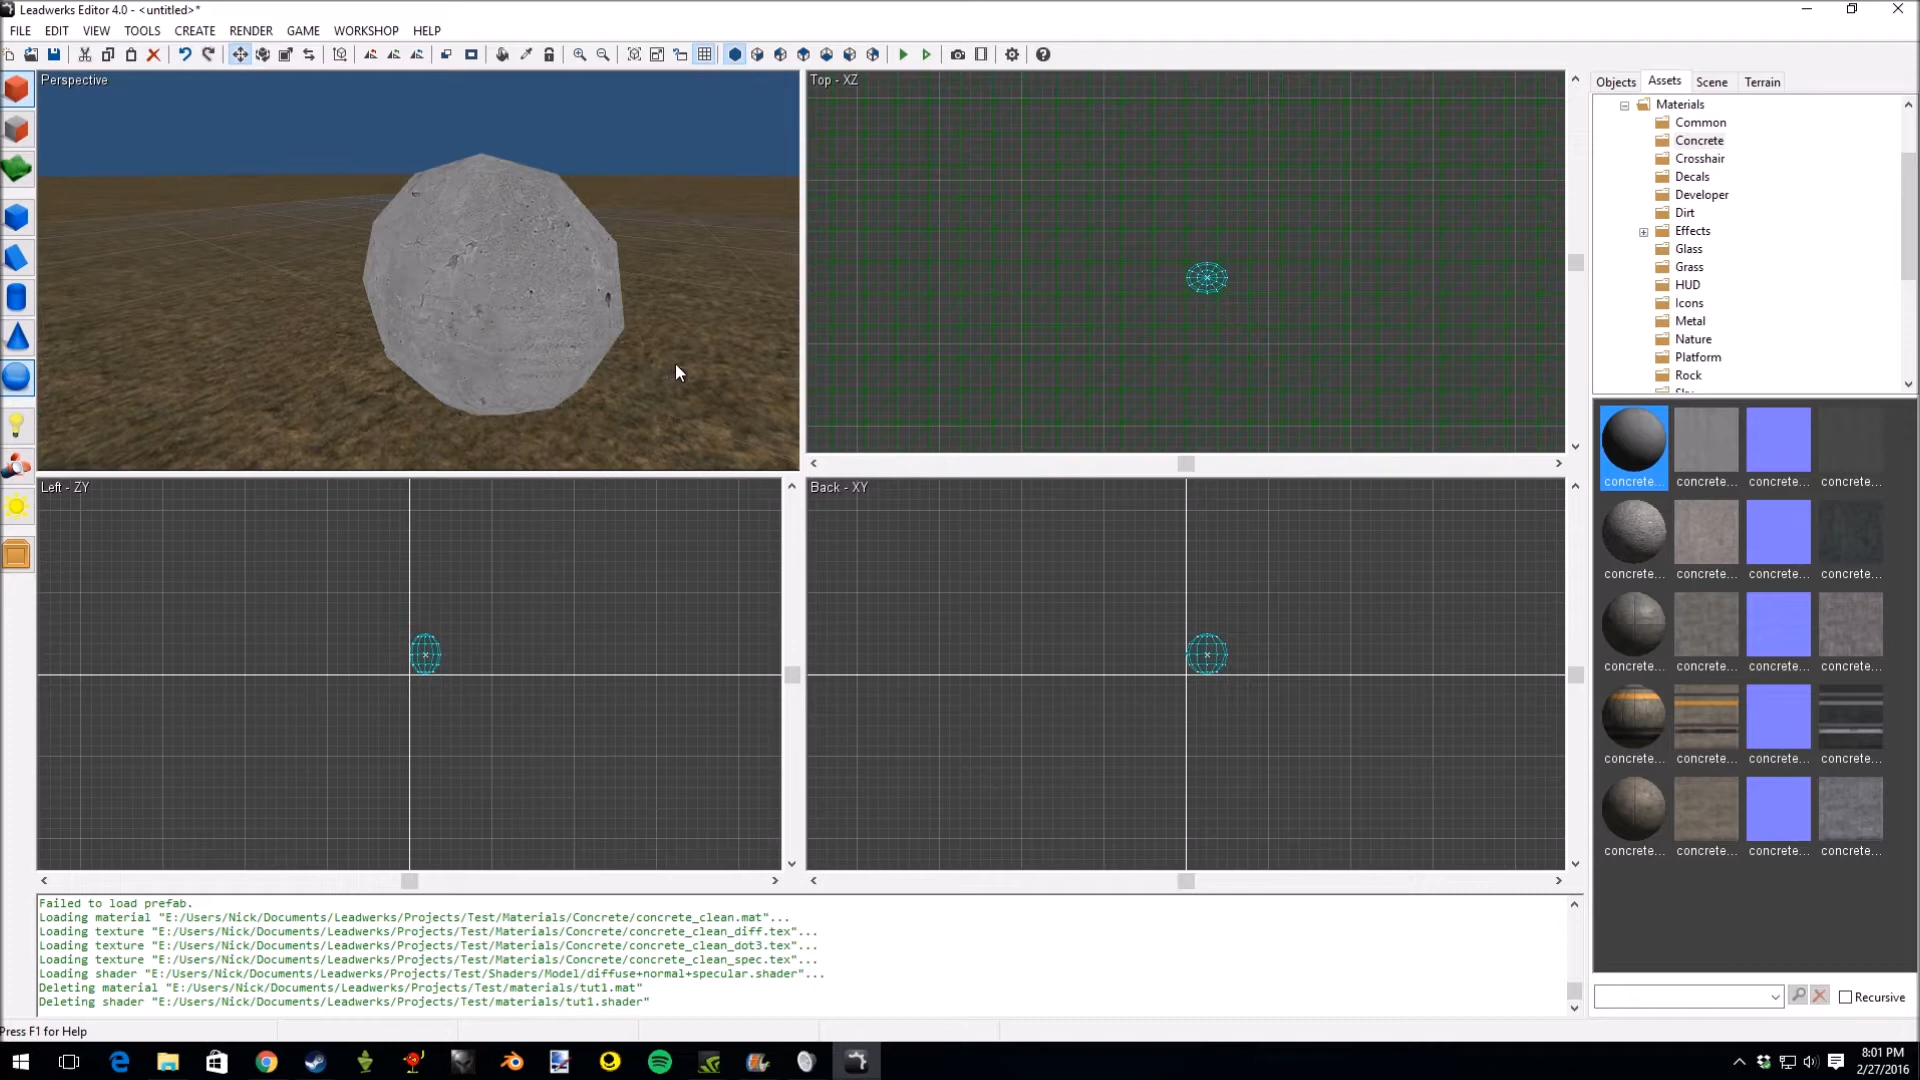 Leadwerks Editor 4.0 - <untitled>*
FILE EDIT VIEW TOOLS CREATE RENDER GAME WORKSHOP HELP
Perspective
Top - XZ
Left - ZY
Back - XY
Objects Assets Scene Terrain
Materials
Common
Concrete
Crosshair
Decals
Developer
Dirt
Effects
Glass
Grass
HUD
Icons
Metal
Nature
Platform
Rock
concrete... concrete... concrete... concrete...
concrete... concrete... concrete... concrete...
concrete... concrete... concrete... concrete...
concrete... concrete... concrete... concrete...
concrete... concrete... concrete... concrete...
Recursive
Failed to load prefab.
Loading material "E:/Users/Nick/Documents/Leadwerks/Projects/Test/Materials/Concrete/concrete_clean.mat"...
Loading texture "E:/Users/Nick/Documents/Leadwerks/Projects/Test/Materials/Concrete/concrete_clean_diff.tex"...
Loading texture "E:/Users/Nick/Documents/Leadwerks/Projects/Test/Materials/Concrete/concrete_clean_dot3.tex"...
Loading texture "E:/Users/Nick/Documents/Leadwerks/Projects/Test/Materials/Concrete/concrete_clean_spec.tex"...
Loading shader "E:/Users/Nick/Documents/Leadwerks/Projects/Test/Shaders/Model/diffuse+normal+specular.shader"...
Deleting material "E:/Users/Nick/Documents/Leadwerks/Projects/Test/materials/tut1.mat"
Deleting shader "E:/Users/Nick/Documents/Leadwerks/Projects/Test/materials/tut1.shader"
Press F1 for Help
8:01 PM
2/27/2016